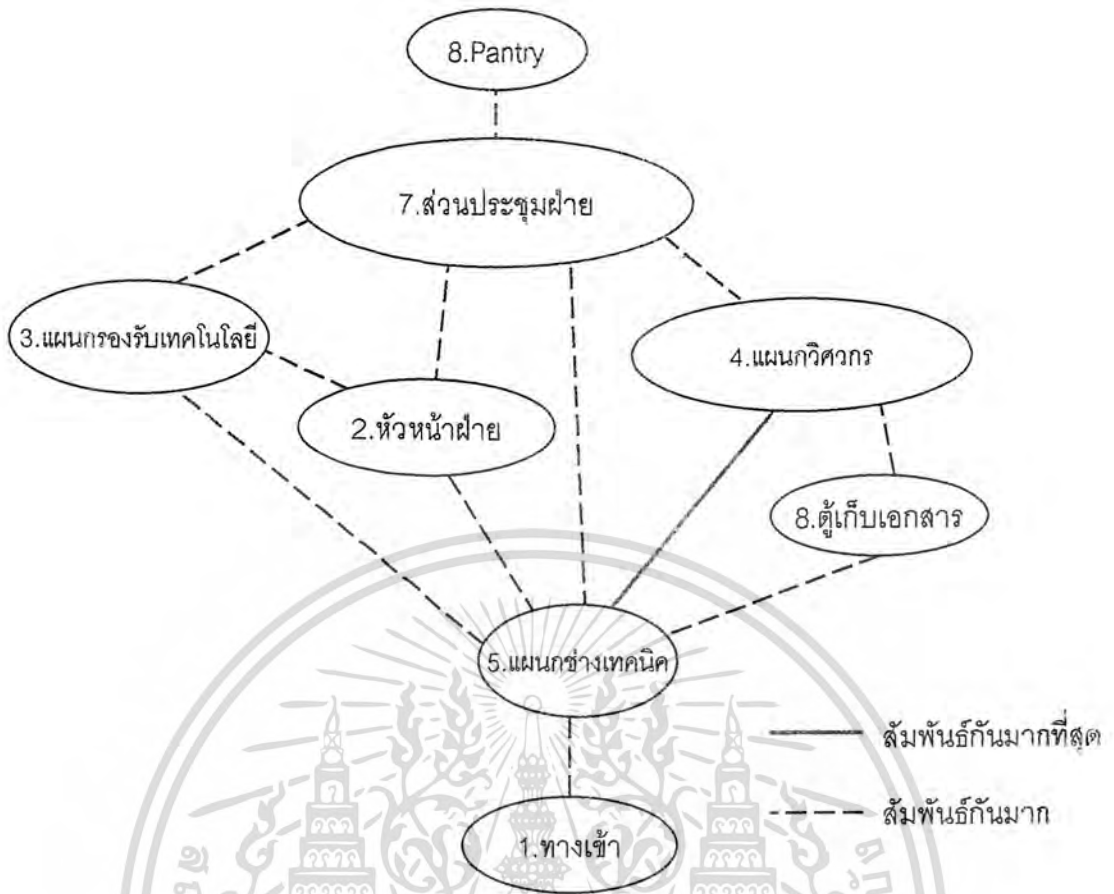 8.Pantry
7.ส่วนประชุมฝ่าย
3.แผนกรองรับเทคโนโลยี
4.แผนกวิศวกร
2.หัวหน้าฝ่าย
8.ตู้เก็บเอกสาร
5.แผนกช่างเทคนิค
สัมพันธ์กันมากที่สุด
สัมพันธ์กันมาก
1.ทางเข้า